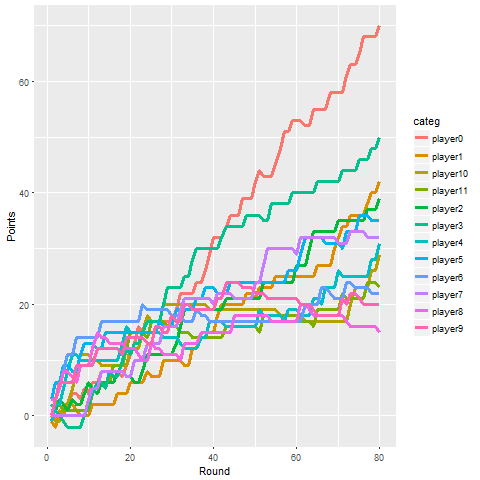 60
40
20
0
Points
0
20
40
60
80
Round
categ
player0
player1
player10
player11
player2
player3
player4
player5
player6
player7
player8
player9